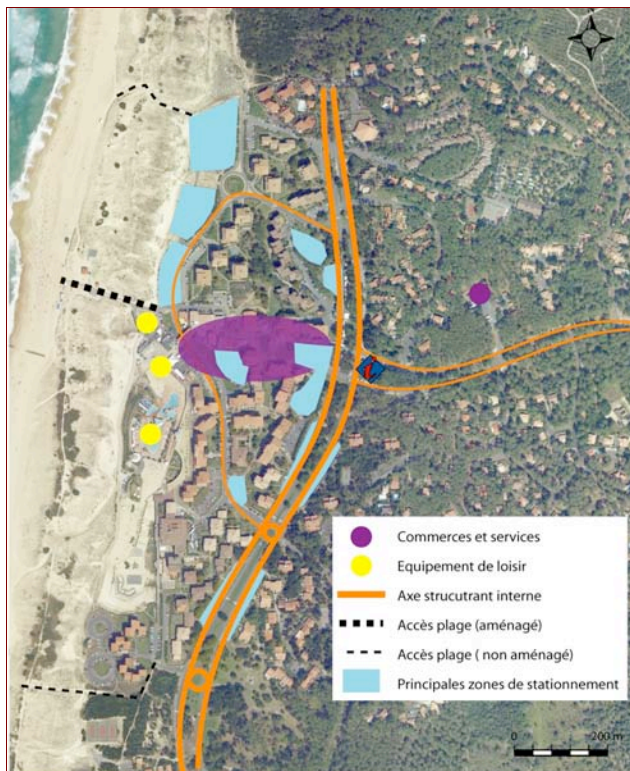 Commerces et services
Equipement de loisir
Axe strucutrant interne
Accès plage (aménagé)
Accès plage ( non aménagé)
Principales zones de stationnement
0 200 m